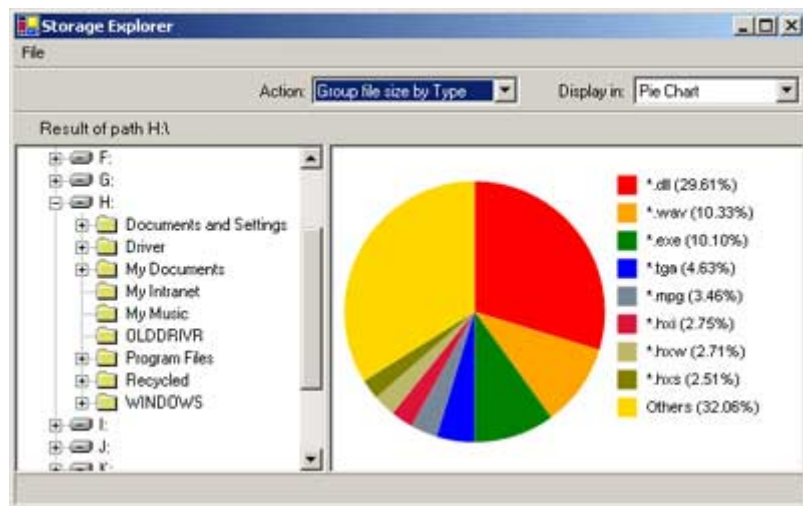 Storage Explorer
File
Action: Group file size by Type Display in: Pie Chart
Result of path H:\
F:
G:
H:
Documents and Settings
Driver
My Documents
My Intranet
My Music
OLDDRIVR
Program Files
Recycled
WINDOWS
I:
J:
K:
*.dll (29.61%)
*.wav (10.33%)
*.exe (10.10%)
*.tga (4.63%)
*.mpg (3.46%)
*.hxi (2.75%)
*.hxw (2.71%)
*.hxs (2.51%)
Others (32.06%)